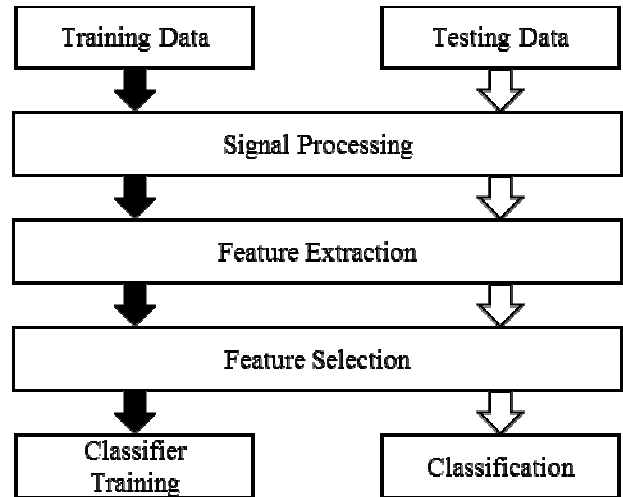 Training Data
Testing Data
Signal Processing
Feature Extraction
Feature Selection
Classifier
Training
Classification